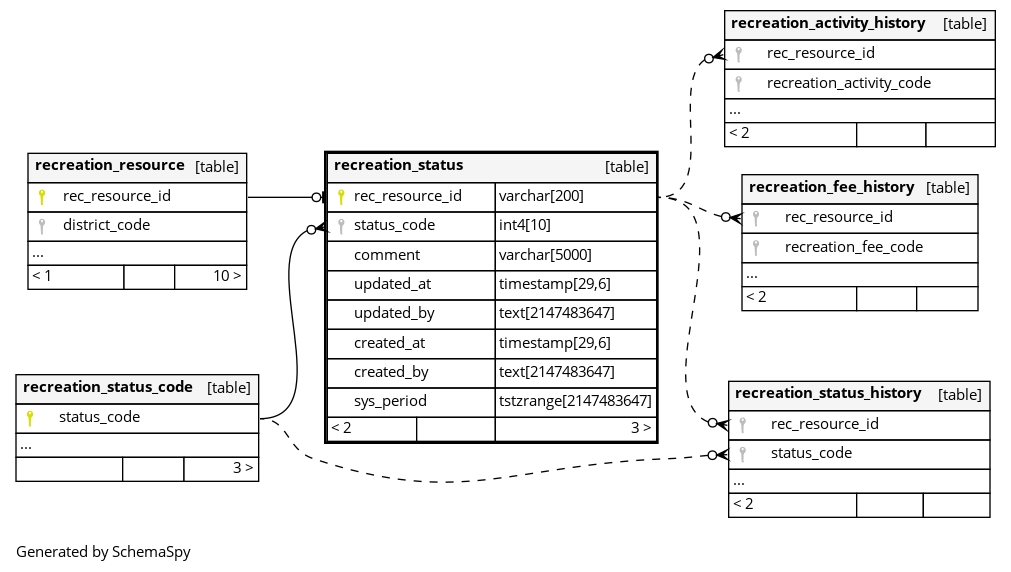 recreation_activity_history [table]
rec_resource_id
recreation_activity_code
...
< 2
recreation_resource [table]
rec_resource_id
district_code
...
< 1 10 >
recreation_status [table]
rec_resource_id varchar[200]
status_code int4[10]
comment varchar[5000]
updated_at timestamp[29,6]
updated_by text[2147483647]
created_at timestamp[29,6]
created_by text[2147483647]
sys_period tstzrange[2147483647]
< 2 3 >
recreation_fee_history [table]
rec_resource_id
recreation_fee_code
...
< 2
recreation_status_code [table]
status_code
...
3 >
recreation_status_history [table]
rec_resource_id
status_code
...
< 2
Generated by SchemaSpy